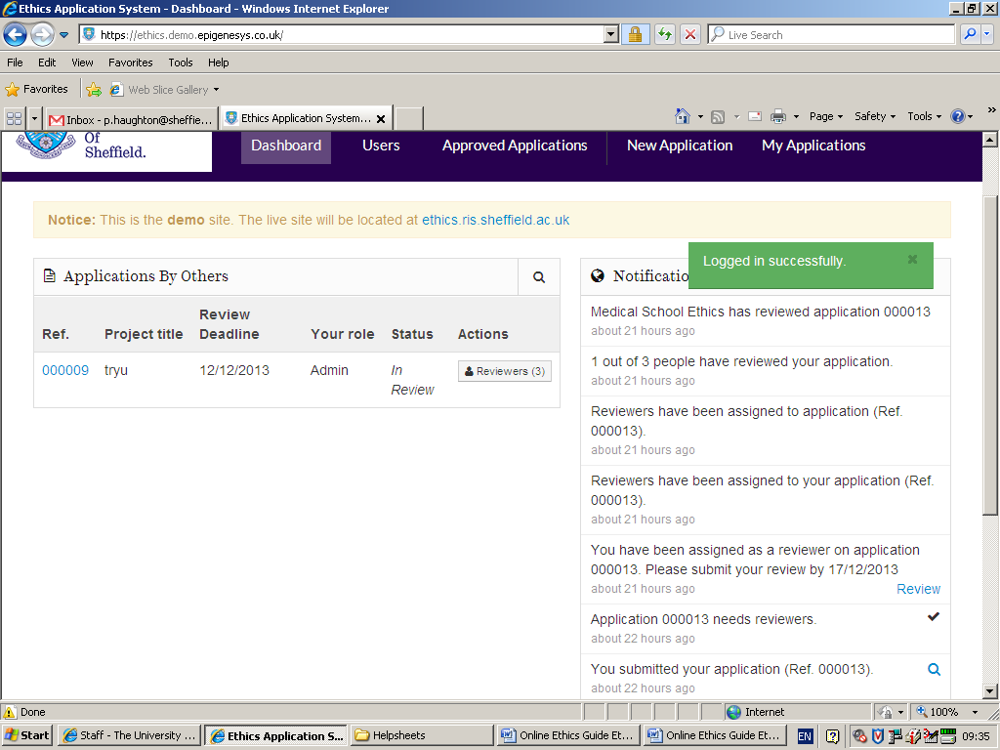 Ethics Application System - Dashboard - Windows Internet Explorer
https://ethics.demo.epigenesys.co.uk/
Live Search
File Edit View Favorites Tools Help
Favorites Web Slice Gallery
Inbox - p.haughton@sheffie... Ethics Application System... Page Safety Tools
Of
Sheffield.
Dashboard Users Approved Applications New Application My Applications
Notice: This is the demo site. The live site will be located at ethics.ris.sheffield.ac.uk
Logged in successfully.
Applications By Others
Ref. Project title Review Deadline Your role Status Actions
000009 tryu 12/12/2013 Admin In Review Reviewers (3)
Notificatio
Medical School Ethics has reviewed application 000013
about 21 hours ago
1 out of 3 people have reviewed your application.
about 21 hours ago
Reviewers have been assigned to application (Ref.
000013).
about 21 hours ago
Reviewers have been assigned to your application (Ref.
000013).
about 21 hours ago
You have been assigned as a reviewer on application
000013. Please submit your review by 17/12/2013
about 21 hours ago Review
Application 000013 needs reviewers.
about 22 hours ago
You submitted your application (Ref. 000013).
about 22 hours ago
Done Internet 100%
Start Staff - The University ... Ethics Application S... Helpsheets Online Ethics Guide Et... Online Ethics Guide Et... EN 09:35